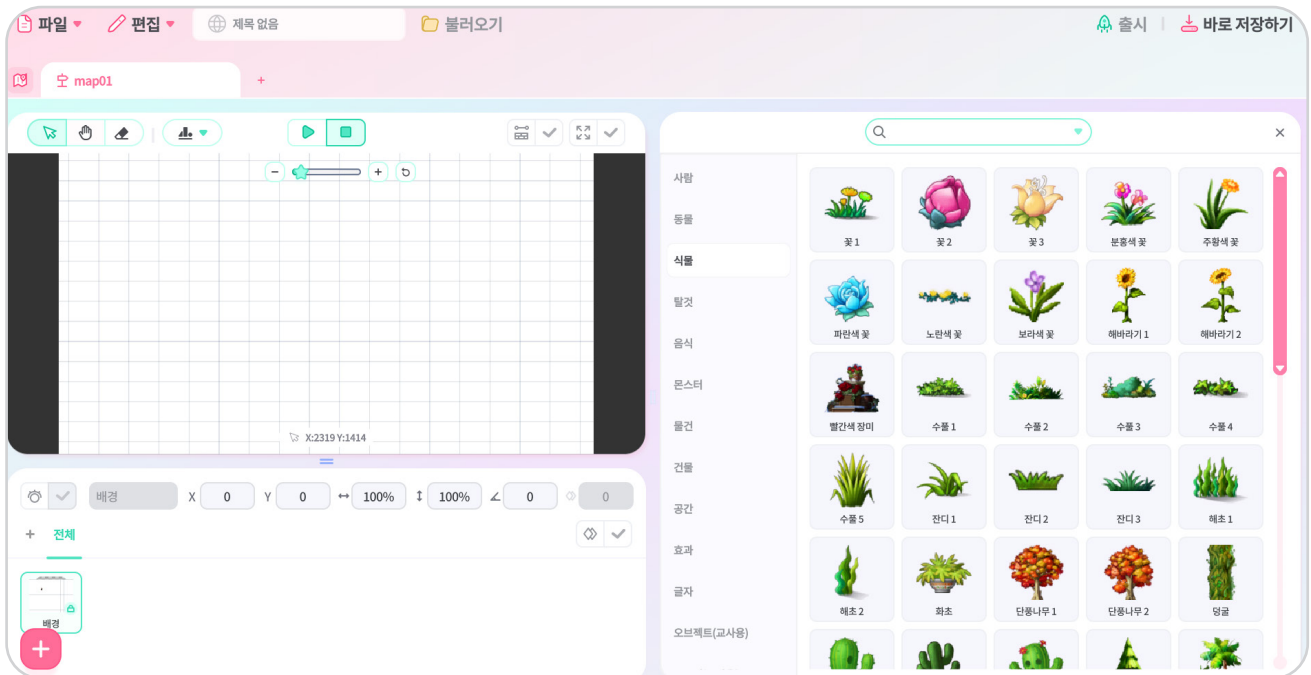 파일 편집 제목 없음 불러오기 출시 바로 저장하기
map01 +
X:2319 Y:1414
배경 X 0 Y 0 100% 100% 0 0
+ 전체
배경
사람
동물
식물
탈것
음식
몬스터
물건
건물
공간
효과
글자
오브젝트(교사용)
꽃 1 꽃 2 꽃 3 분홍색 꽃 주황색 꽃
파란색 꽃 노란색 꽃 보라색 꽃 해바라기 1 해바라기 2
빨간색 장미 수풀 1 수풀 2 수풀 3 수풀 4
수풀 5 잔디 1 잔디 2 잔디 3 해초 1
해초 2 화초 단풍나무 1 단풍나무 2 덩굴